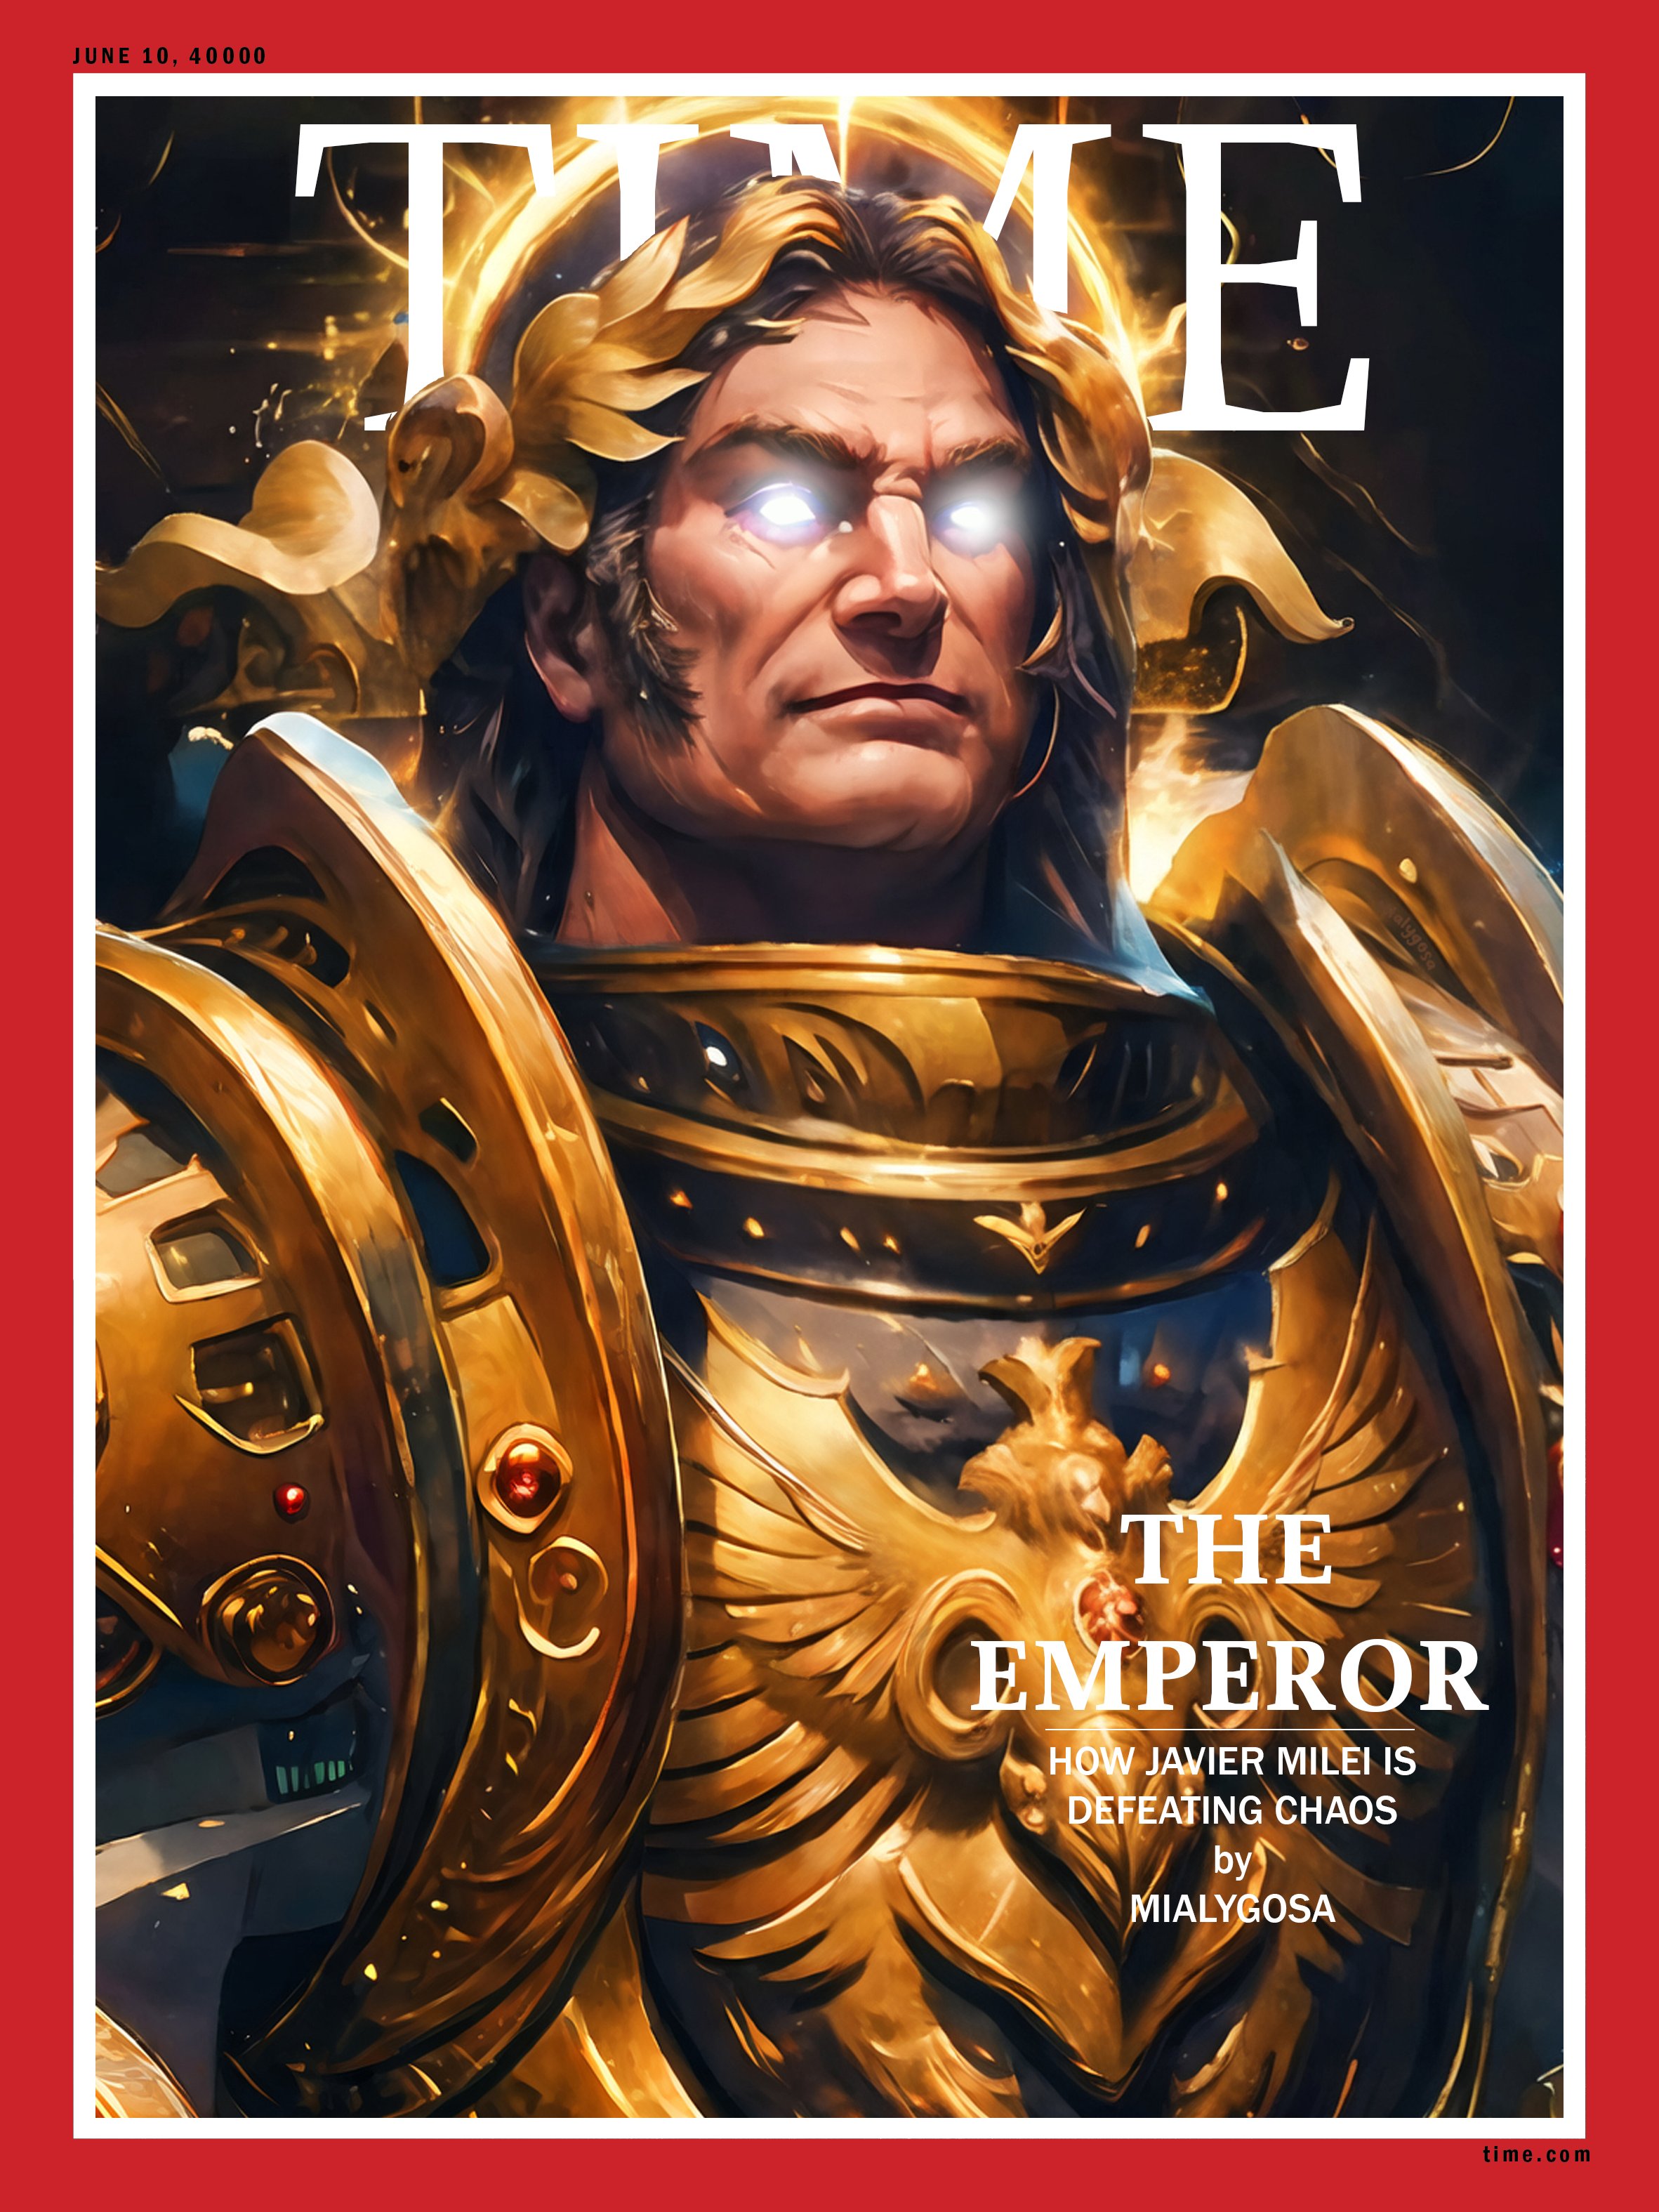 JUNE 10, 40000
TIME
THE
EMPEROR
HOW JAVIER MILEI IS
DEFEATING CHAOS
by
MIALYGOSA
time.com